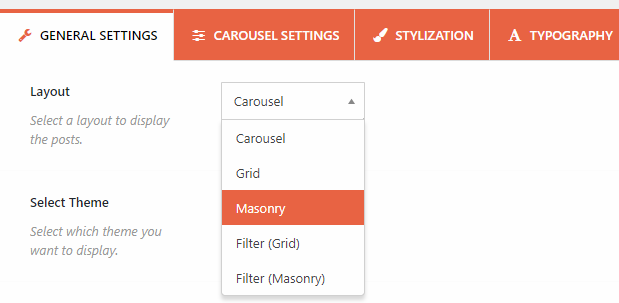 GENERAL SETTINGS CAROUSEL SETTINGS STYLIZATION TYPOGRAPHY
Layout Carousel
Select a layout to display
the posts.
Carousel
Grid
Masonry
Filter (Grid)
Filter (Masonry)
Select Theme
Select which theme you
want to display.